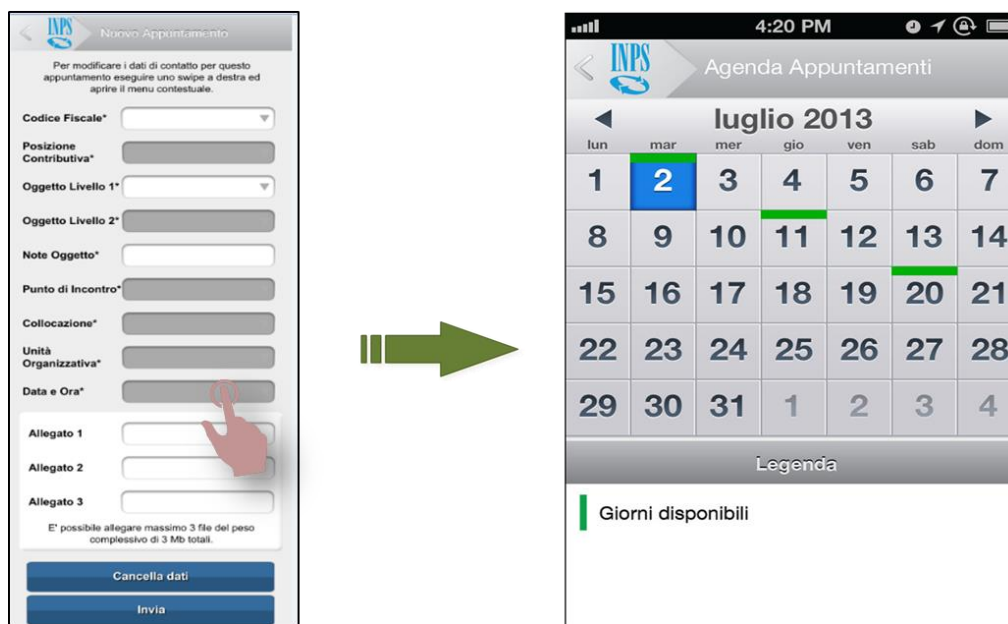 INPS
Nuovo Appuntamento
Per modificare i dati di contatto per questo
appuntamento eseguire uno swipe a destra ed
aprire il menu contestuale.
Codice Fiscale*
Posizione
Contributiva*
Oggetto Livello 1*
Oggetto Livello 2*
Note Oggetto*
Punto di Incontro*
Collocazione*
Unità
Organizzativa*
Data e Ora*
Allegato 1
Allegato 2
Allegato 3
E' possibile allegare massimo 3 file del peso
complessivo di 3 Mb totali.
Cancella dati
Invia
4:20 PM
INPS
Agenda Appuntamenti
luglio 2013
lun mar mer gio ven sab dom
1 2 3 4 5 6 7
8 9 10 11 12 13 14
15 16 17 18 19 20 21
22 23 24 25 26 27 28
29 30 31 1 2 3 4
Legenda
Giorni disponibili